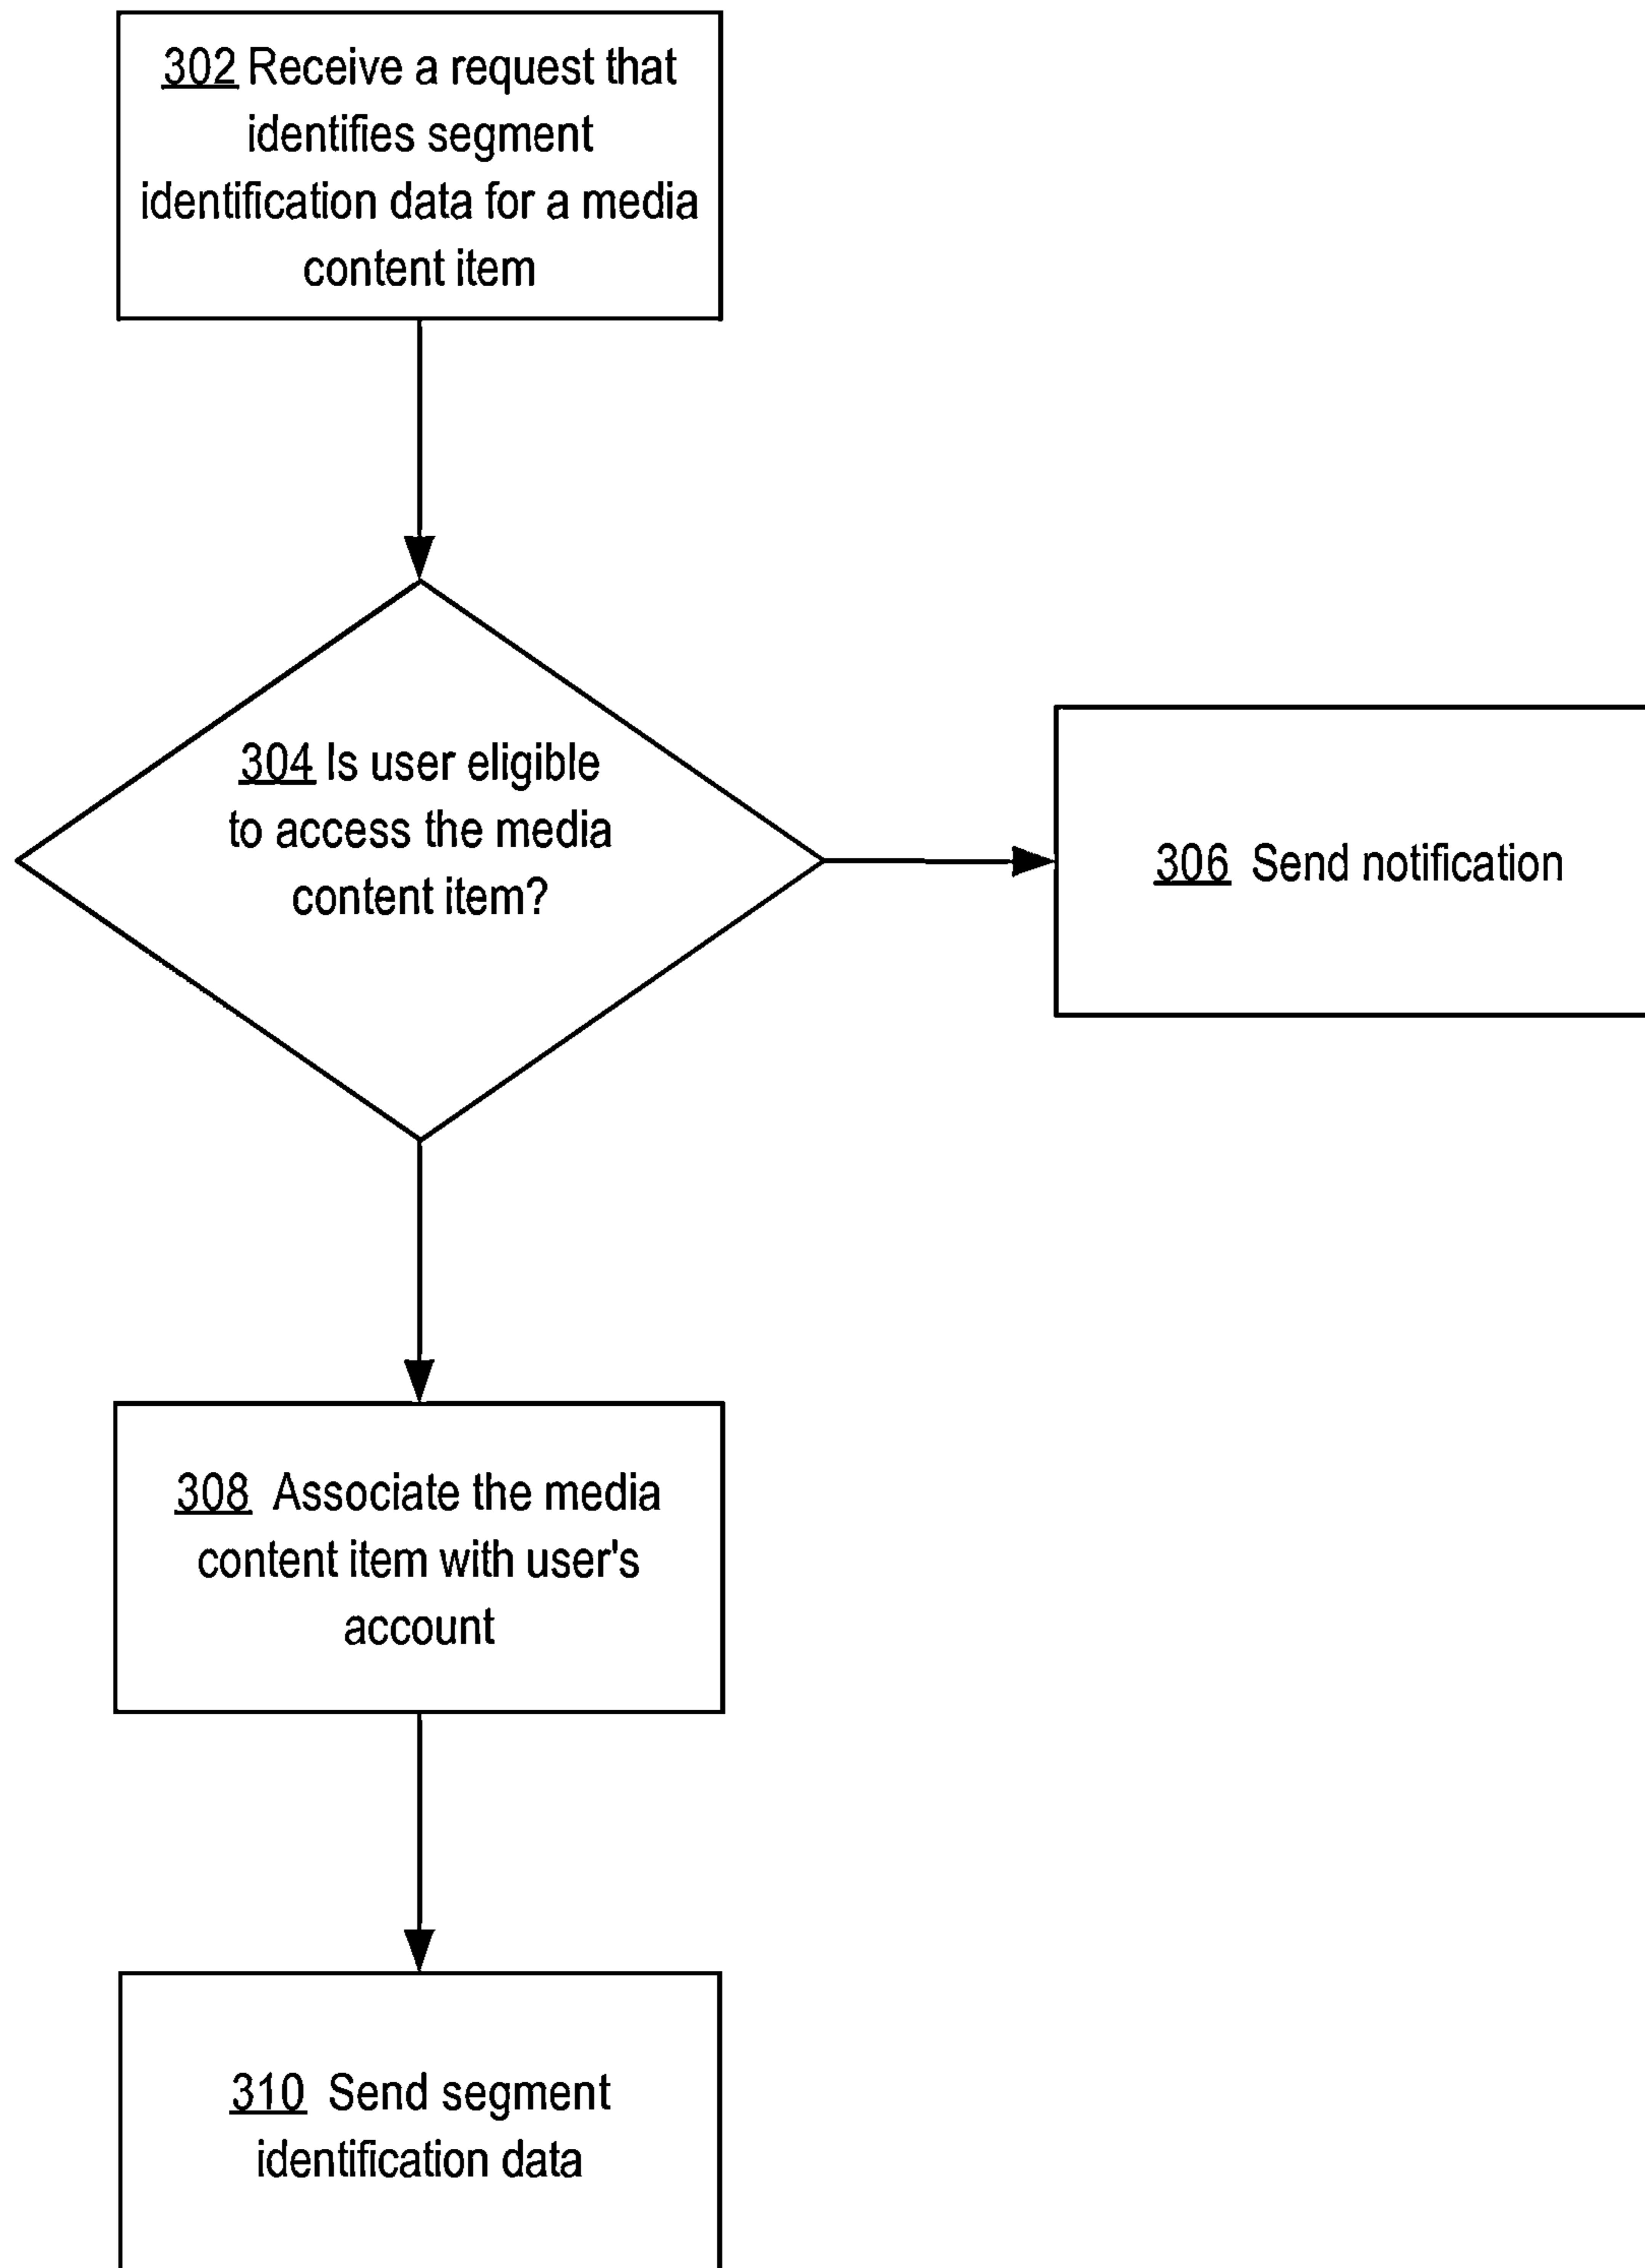 302 Receive a request that
identifies segment
identification data for a media
content item
304 Is user eligible
to access the media
content item?
306 Send notification
308 Associate the media
content item with user's
account
310 Send segment
identification data